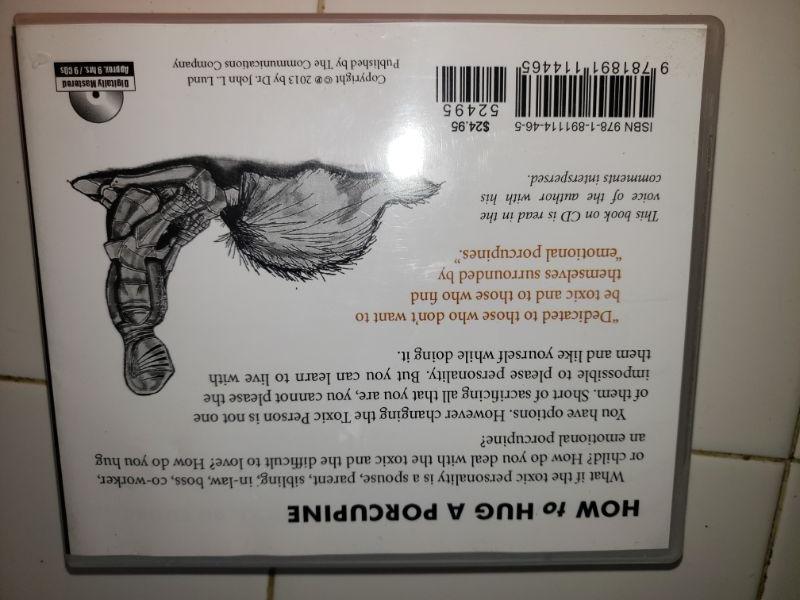 HOW to HUG A PORCUPINE
What if the toxic personality is a spouse, parent, sibling, in-law, boss, co-worker,
or child? How do you deal with the toxic and the difficult to love? How do you hug
an emotional porcupine?
You have options. However changing the Toxic Person is not one
of them. Short of sacrificing all that you are, you cannot please the
impossible to please personality. But you can learn to live with
them and like yourself while doing it.
“Dedicated to those who don’t want to
be toxic and to those who find
themselves surrounded by
“emotional porcupines.”
This book on CD is read in the
voice of the author with his
comments interspersed.
ISBN 978-1-891114-46-5
$24.95
52495
9 781891 114465
Copyright © ℗ 2013 by Dr. John L. Lund
Published by The Communications Company
Digitally Mastered
Approx. 9 hrs. / 9 CDs